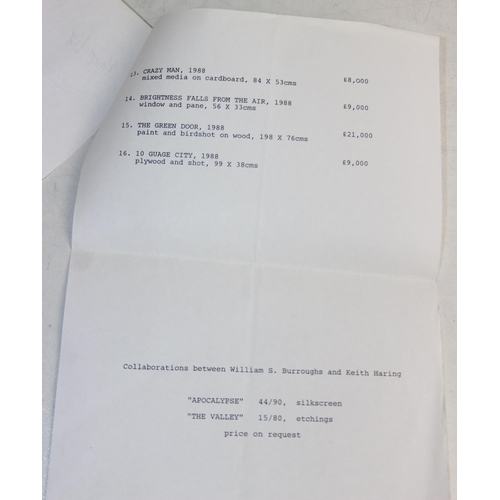 13. CRAZY MAN, 1988
mixed media on cardboard, 84 X 53cms £8,000
14. BRIGHTNESS FALLS FROM THE AIR, 1988
window and pane, 56 X 33cms £9,000
15. THE GREEN DOOR, 1988
paint and birdshot on wood, 198 X 76cms £21,000
16. 10 GUAGE CITY, 1988
plywood and shot, 99 X 38cms £9,000
Collaborations between William S. Burroughs and Keith Haring
"APOCALYPSE" 44/90, silkscreen
"THE VALLEY" 15/80, etchings
price on request